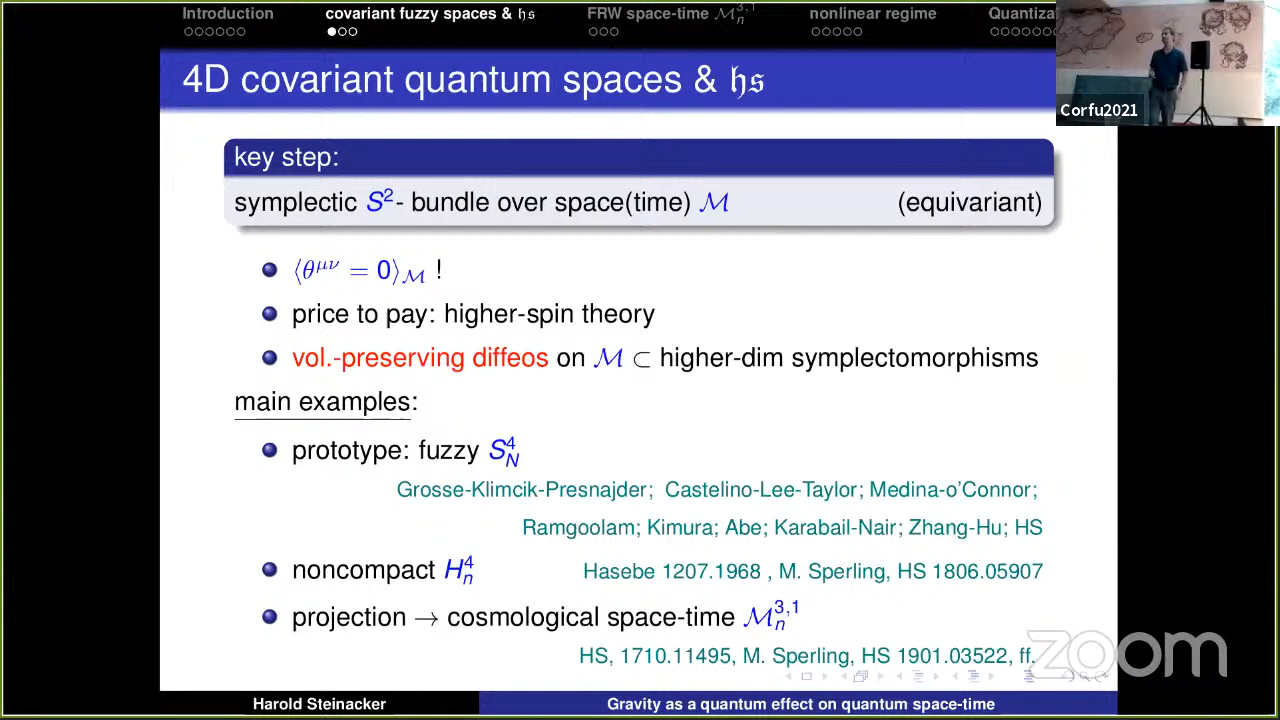 Introduction covariant fuzzy spaces & 𝔥𝔰 FRW space-time ℳₙ³,¹ nonlinear regime Quantiza
Corfu2021
4D covariant quantum spaces & 𝔥𝔰
key step:
symplectic S²- bundle over space(time) ℳ (equivariant)
⟨θ^μν = 0⟩_ℳ !
price to pay: higher-spin theory
vol.-preserving diffeos on ℳ ⊂ higher-dim symplectomorphisms
main examples:
prototype: fuzzy S⁴_N
Grosse-Klimcik-Presnajder; Castelino-Lee-Taylor; Medina-o'Connor;
Ramgoolam; Kimura; Abe; Karabail-Nair; Zhang-Hu; HS
noncompact H⁴ₙ Hasebe 1207.1968 , M. Sperling, HS 1806.05907
projection → cosmological space-time ℳₙ³,¹
HS, 1710.11495, M. Sperling, HS 1901.03522, ff.
zoom
Harold Steinacker Gravity as a quantum effect on quantum space-time